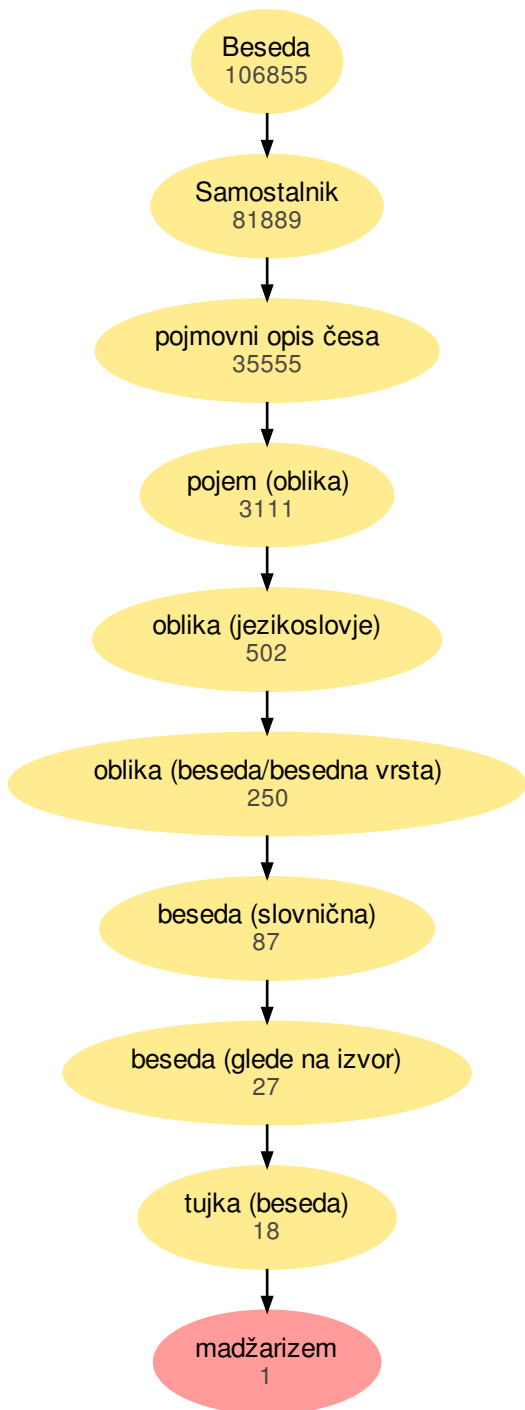 Beseda
106855
Samostalnik
81889
pojmovni opis česa
35555
pojem (oblika)
3111
oblika (jezikoslovje)
502
oblika (beseda/besedna vrsta)
250
beseda (slovnična)
87
beseda (glede na izvor)
27
tujka (beseda)
18
madžarizem
1